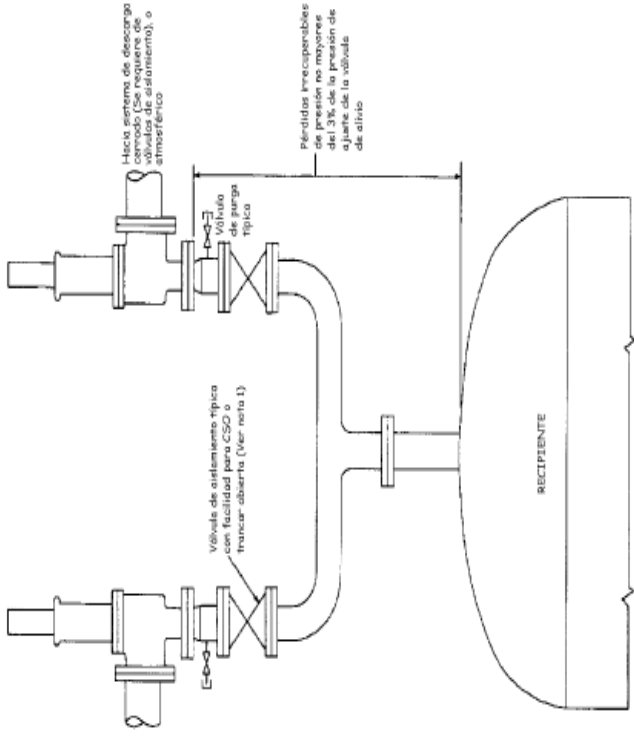 Hacia sistema de descarga
cerrado (Se requiere de
válvulas de aislamiento), o
atmosférico
Pérdidas irrecuperables
de presión no mayores
del 3% de la presión de
ajuste de la válvula
de alivio
Válvula
de purga
típica
Válvula de aislamiento típica
con facilidad para CSO o
trancar abierta (Ver nota 1)
RECIPIENTE